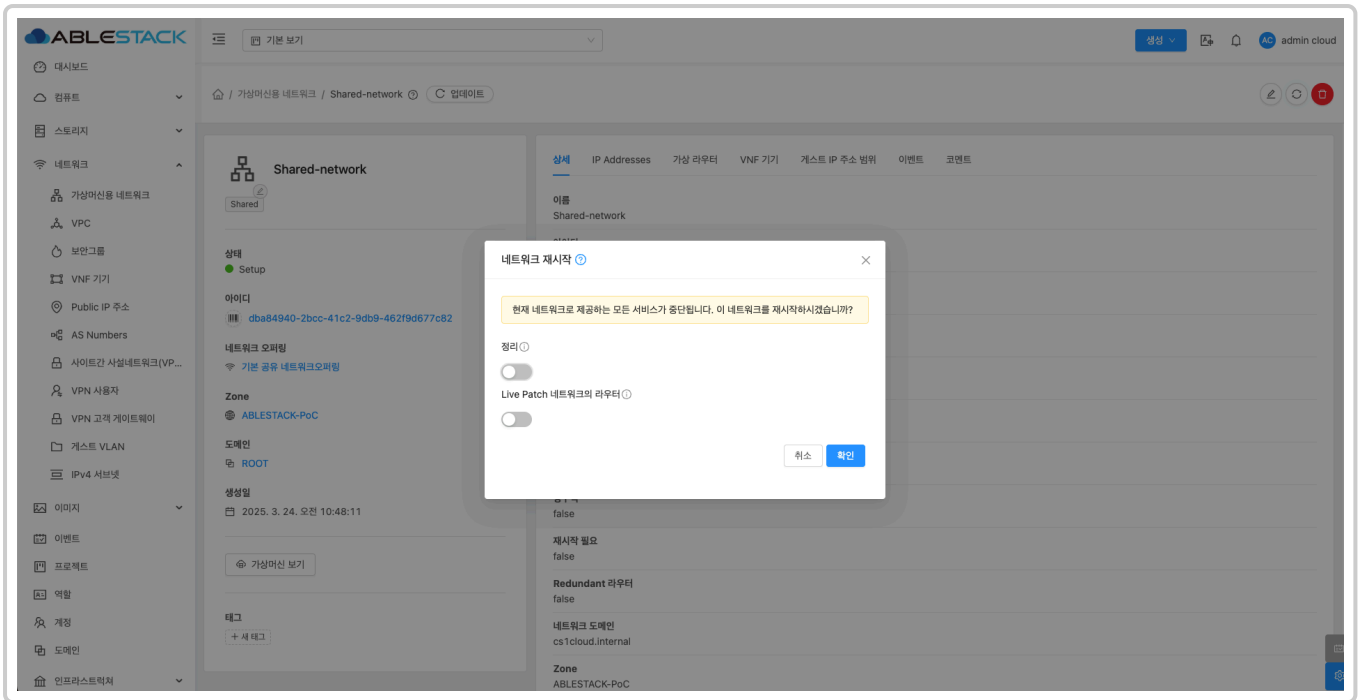 ABLESTACK
기본 보기
생성
AC admin cloud
대시보드
컴퓨트
스토리지
네트워크
가상머신용 네트워크
VPC
보안그룹
VNF 기기
Public IP 주소
AS Numbers
사이트간 사설네트워크(VP...
VPN 사용자
VPN 고객 게이트웨이
게스트 VLAN
IPv4 서브넷
이미지
이벤트
프로젝트
역할
계정
도메인
인프라스트럭쳐
/ 가상머신용 네트워크 / Shared-network 업데이트
Shared-network
Shared
상태
Setup
아이디
dba84940-2bcc-41c2-9db9-462f9d677c82
네트워크 오퍼링
기본 공유 네트워크오퍼링
Zone
ABLESTACK-PoC
도메인
ROOT
생성일
2025. 3. 24. 오전 10:48:11
가상머신 보기
태그
+ 새 태그
상세 IP Addresses 가상 라우터 VNF 기기 게스트 IP 주소 범위 이벤트 코멘트
이름
Shared-network
네트워크 재시작
현재 네트워크로 제공하는 모든 서비스가 중단됩니다. 이 네트워크를 재시작하시겠습니까?
정리
Live Patch 네트워크의 라우터
취소 확인
false
재시작 필요
false
Redundant 라우터
false
네트워크 도메인
cs1cloud.internal
Zone
ABLESTACK-PoC